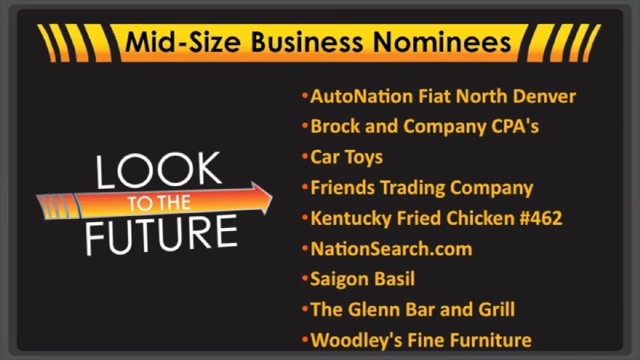 Mid-Size Business Nominees
LOOK
TO THE
FUTURE
•AutoNation Fiat North Denver
•Brock and Company CPA's
•Car Toys
•Friends Trading Company
•Kentucky Fried Chicken #462
•NationSearch.com
•Saigon Basil
•The Glenn Bar and Grill
•Woodley's Fine Furniture